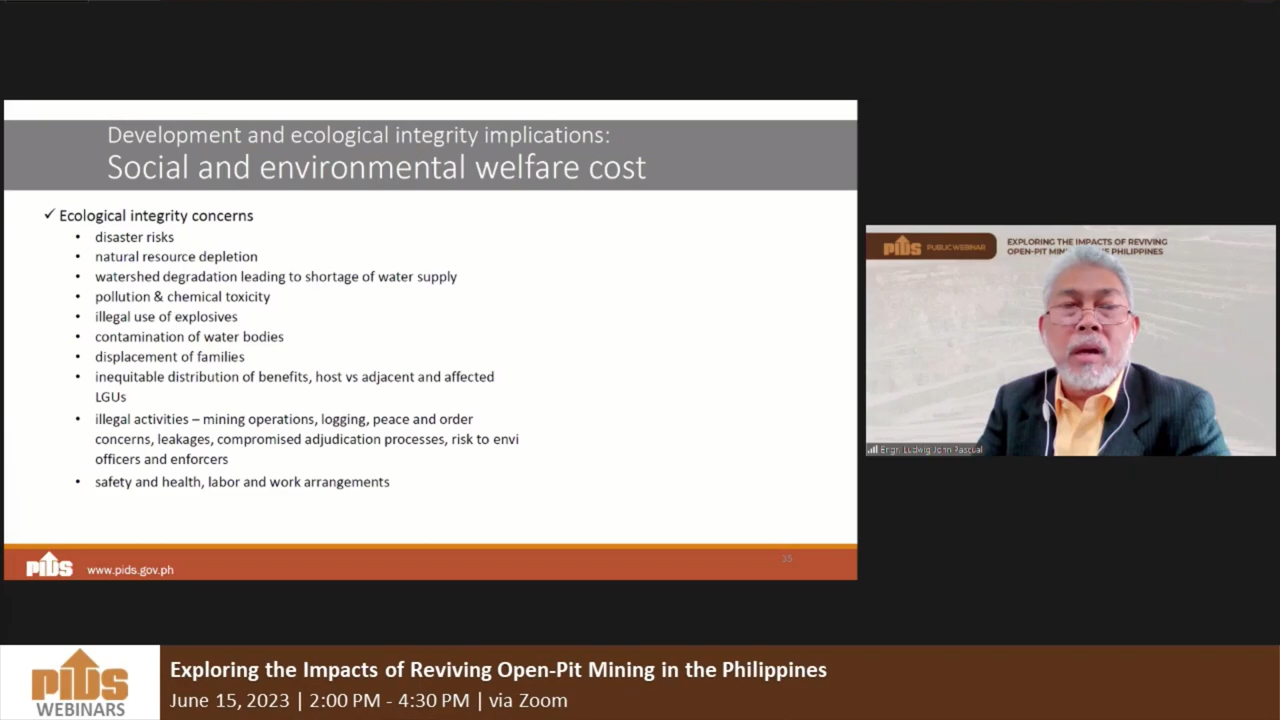 Development and ecological integrity implications:
Social and environmental welfare cost
✓ Ecological integrity concerns
• disaster risks
• natural resource depletion
• watershed degradation leading to shortage of water supply
• pollution & chemical toxicity
• illegal use of explosives
• contamination of water bodies
• displacement of families
• inequitable distribution of benefits, host vs adjacent and affected
LGUs
• illegal activities – mining operations, logging, peace and order
concerns, leakages, compromised adjudication processes, risk to envi
officers and enforcers
• safety and health, labor and work arrangements
35
PIDS
www.pids.gov.ph
PIDS PUBLIC WEBINAR
EXPLORING THE IMPACTS OF REVIVING
OPEN-PIT PHILIPPINES
Engr. Ludwig John Pascual
PIDS
WEBINARS
Exploring the Impacts of Reviving Open-Pit Mining in the Philippines
June 15, 2023 | 2:00 PM - 4:30 PM | via Zoom